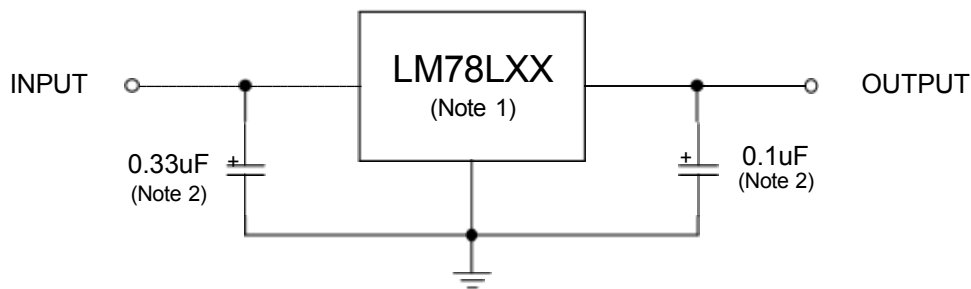 LM78LXX
INPUT
OUTPUT
(Note 1)
0.33uF
+
+
0.1uF
(Note 2)
(Note 2)